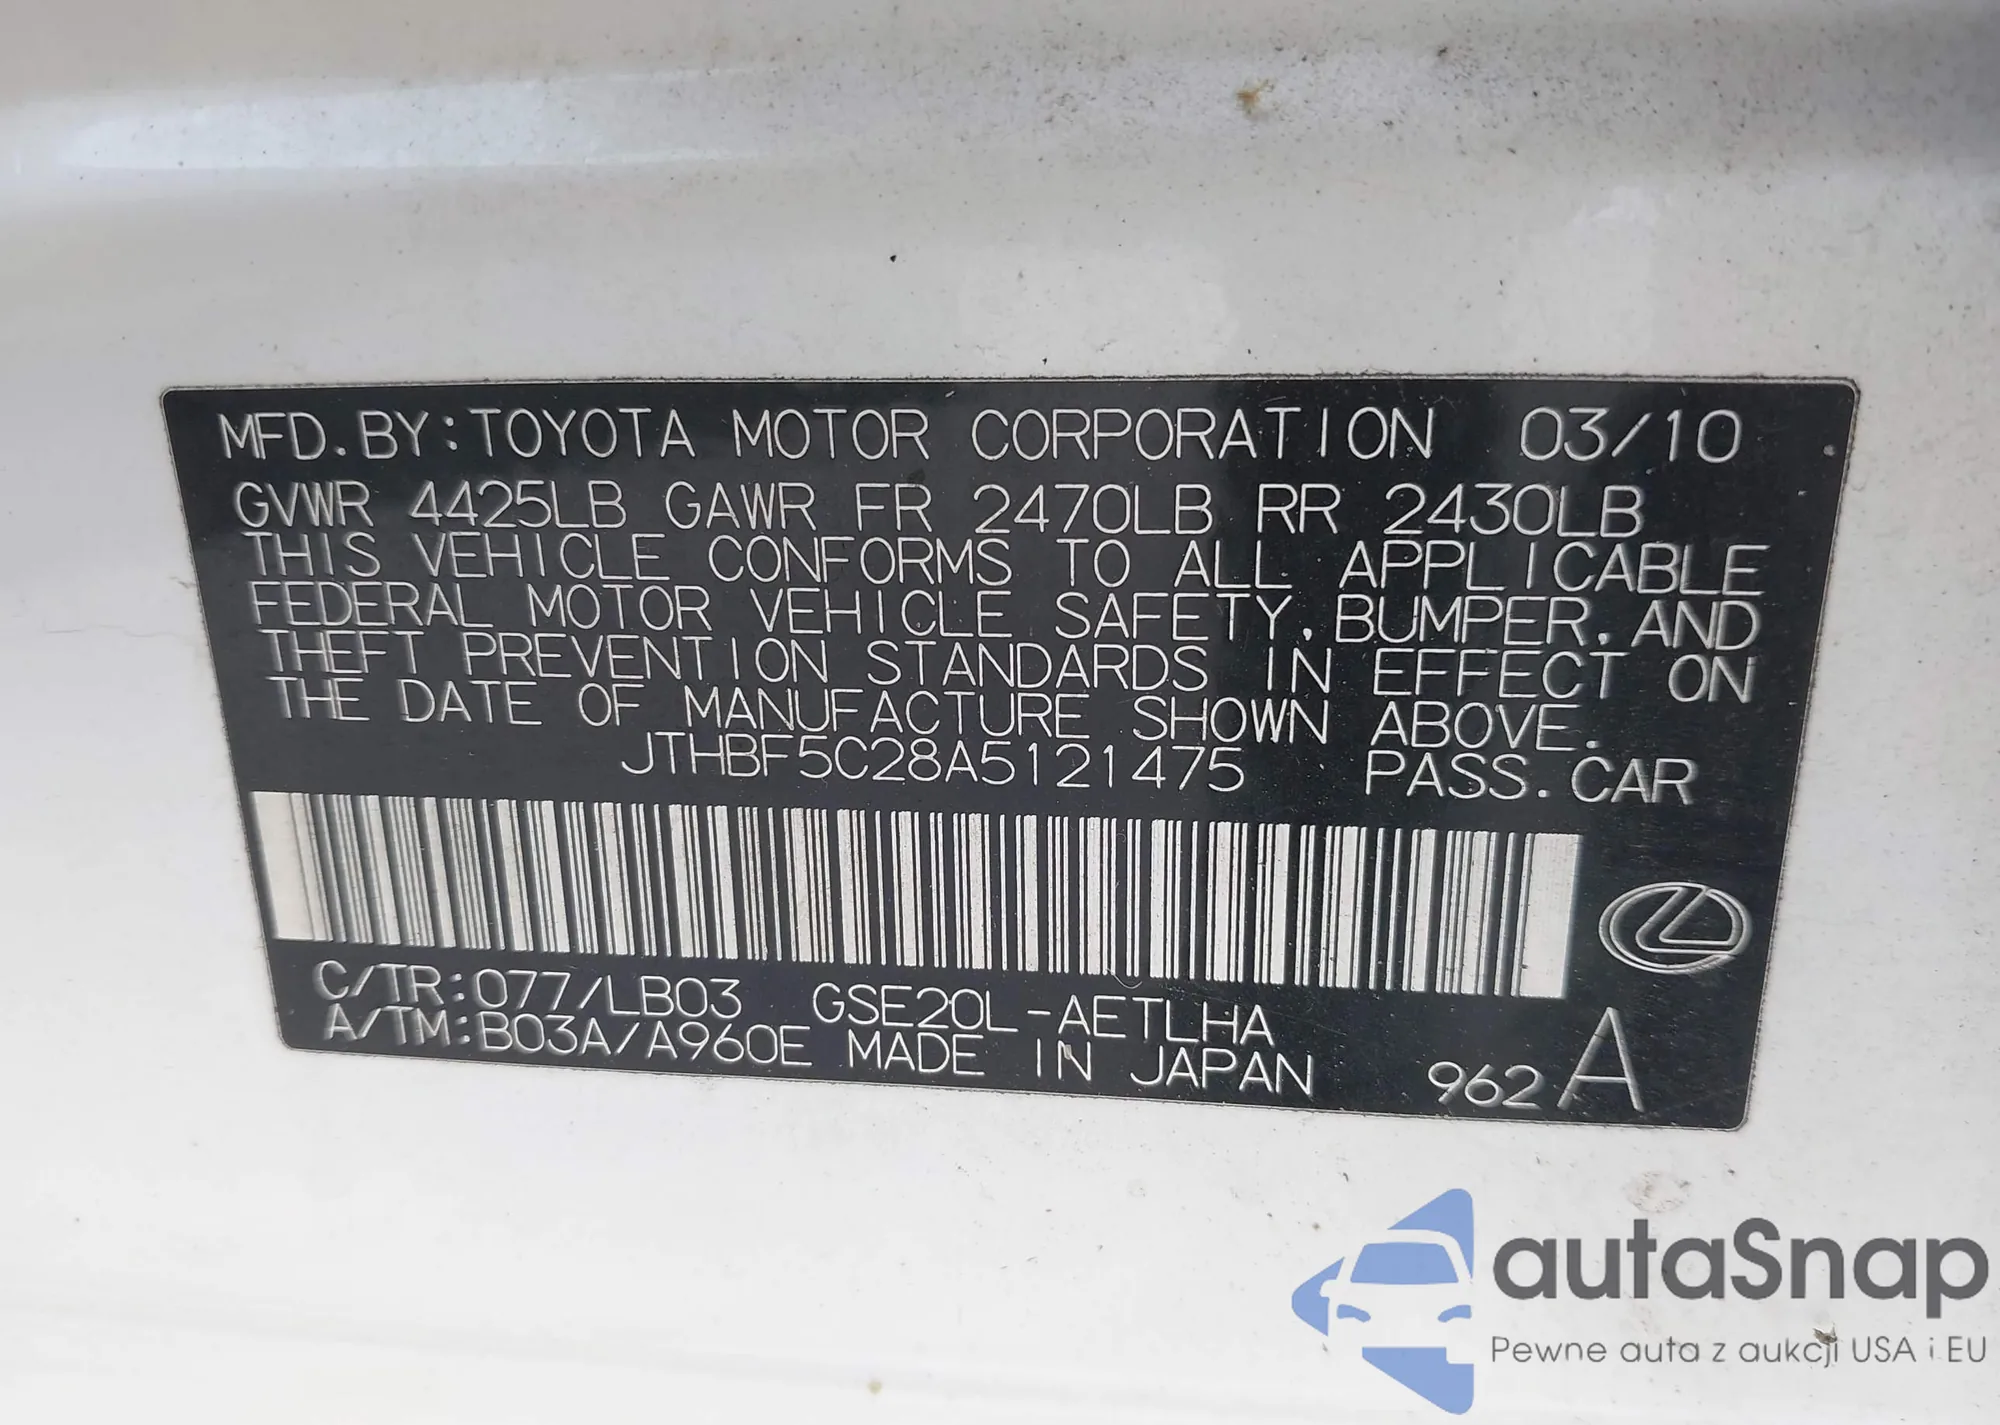 MFD. BY: TOYOTA MOTOR CORPORATION 03/10
GVWR 4425LB GAWR FR 2470LB RR 2430LB
THIS VEHICLE CONFORMS TO ALL APPLICABLE
FEDERAL MOTOR VEHICLE SAFETY, BUMPER, AND
THEFT PREVENTION STANDARDS IN EFFECT ON
THE DATE OF MANUFACTURE SHOWN ABOVE.
JTHBF5C28A5121475 PASS. CAR
C/TR: 077/LB03 GSE20L-AETLHA
A/TM: B03A/A960E MADE IN JAPAN 962 A
autaSnap
Pewne auta z aukcji USA i EU